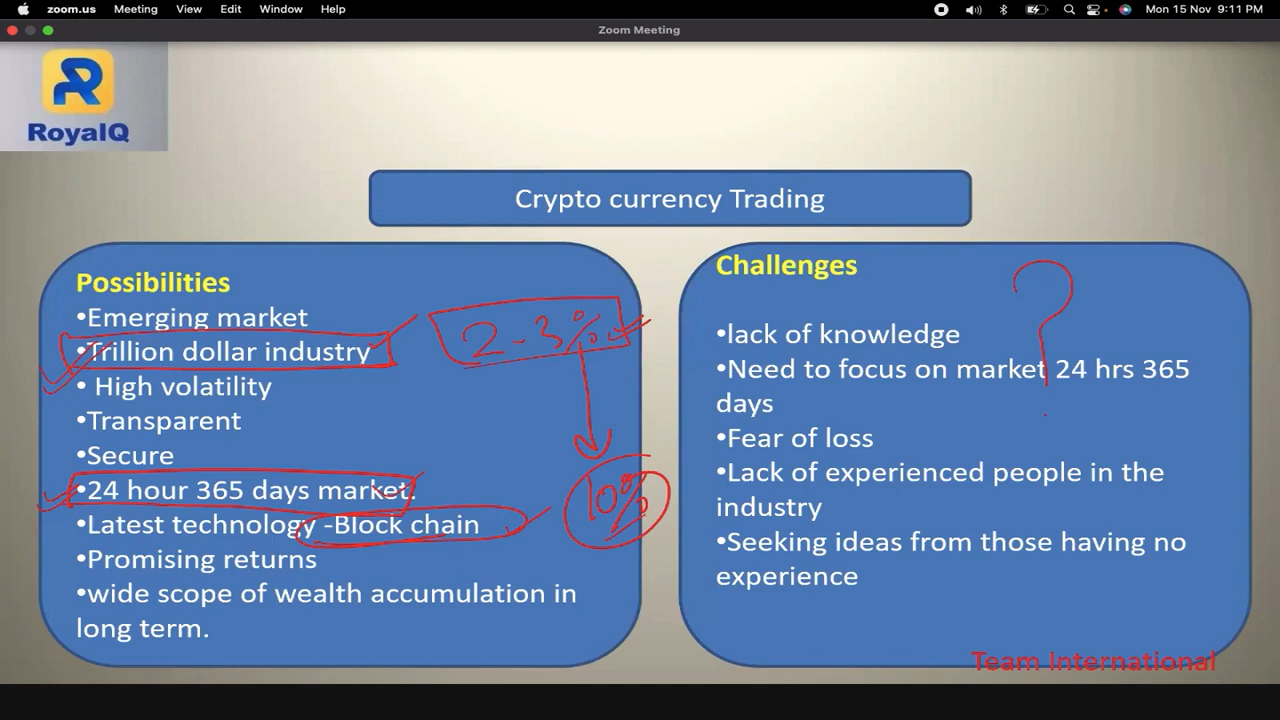 zoom.us Meeting View Edit Window Help Mon 15 Nov 9:11 PM
Zoom Meeting
RoyalQ
Crypto currency Trading
Possibilities
•Emerging market
•Trillion dollar industry
• High volatility
•Transparent
•Secure
•24 hour 365 days market.
•Latest technology -Block chain
•Promising returns
•wide scope of wealth accumulation in
long term.
2-3%
10%
Challenges
?
•lack of knowledge
•Need to focus on market 24 hrs 365
days
•Fear of loss
•Lack of experienced people in the
industry
•Seeking ideas from those having no
experience
Team International